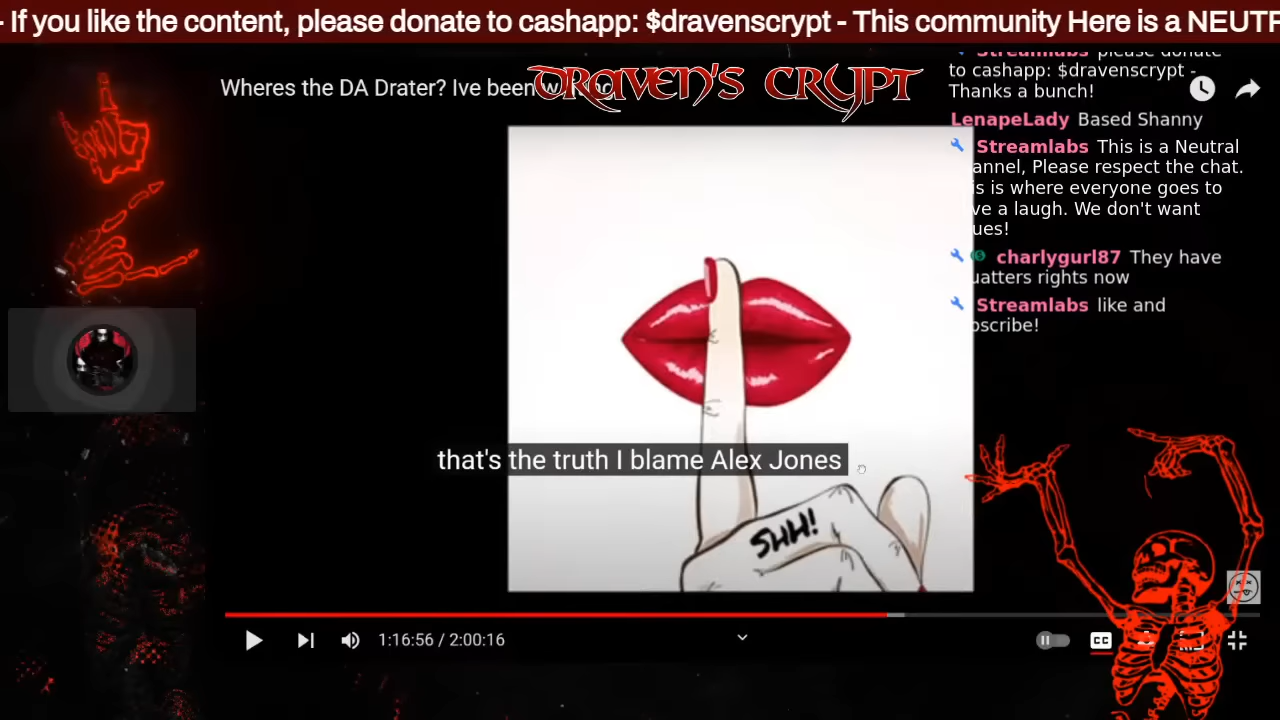 - If you like the content, please donate to cashapp: $dravenscrypt - This community Here is a NEUTR
Wheres the DA Drater? Ive been
DRAVEN'S CRYPT
Streamlabs please donate
to cashapp: $dravenscrypt -
Thanks a bunch!
LenapeLady Based Shanny
Streamlabs This is a Neutral
annel, Please respect the chat.
is is where everyone goes to
ve a laugh. We don't want
ues!
charlygurl87 They have
uatters rights now
Streamlabs like and
bscribe!
that's the truth I blame Alex Jones
SHH!
1:16:56 / 2:00:16
CC